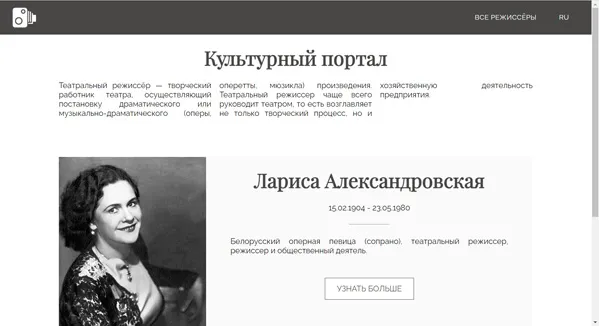 ВСЕ РЕЖИССЁРЫ RU
Культурный портал
Театральный режиссёр — творческий
работник театра, осуществляющий
постановку драматического или
музыкально-драматического (оперы,
оперетты, мюзикла) произведения.
Театральный режиссер чаще всего
руководит театром, то есть возглавляет
не только творческий процесс, но и
хозяйственную деятельность
предприятия.
Лариса Александровская
15.02.1904 - 23.05.1980
Белорусский оперная певица (сопрано), театральный режиссер,
режиссер и общественный деятель.
УЗНАТЬ БОЛЬШЕ